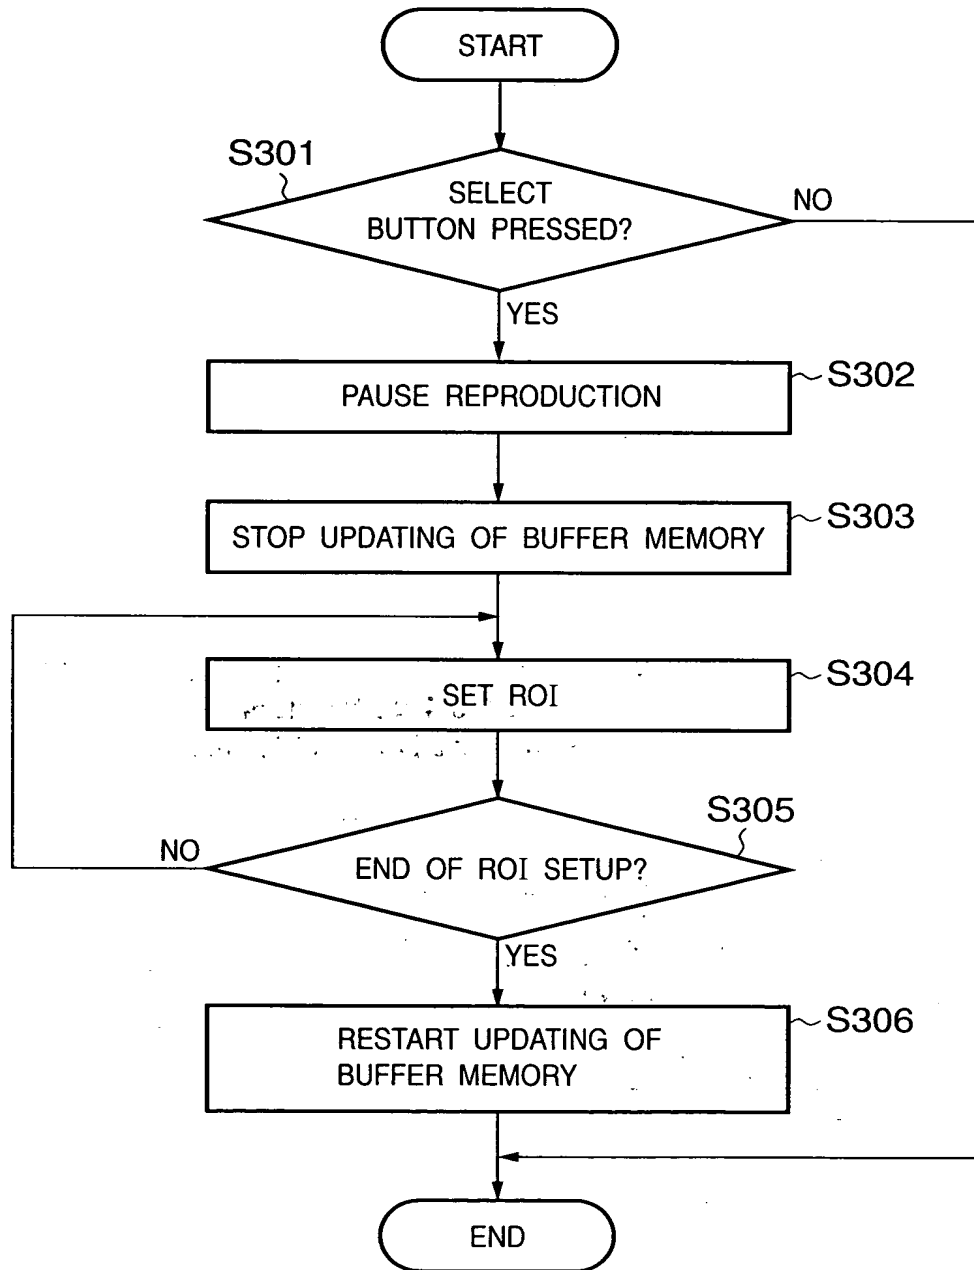 START
S301
SELECT
BUTTON PRESSED?
NO
YES
PAUSE REPRODUCTION
S302
STOP UPDATING OF BUFFER MEMORY
S303
SET ROI
S304
S305
END OF ROI SETUP?
NO
YES
RESTART UPDATING OF
BUFFER MEMORY
S306
END